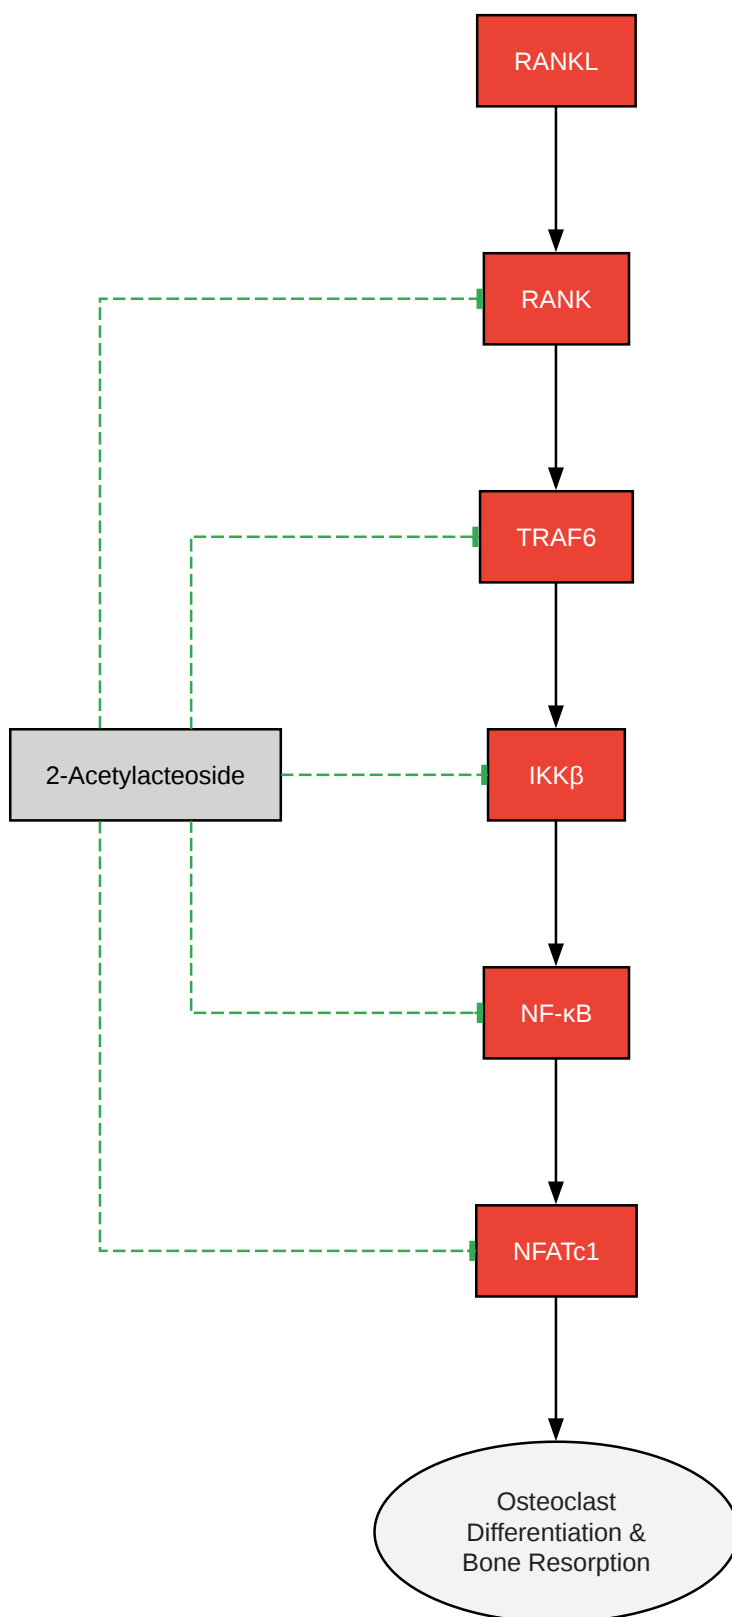 RANKL
RANK
TRAF6
2-Acetylacteoside
IKKβ
NF-κB
NFATc1
Osteoclast
Differentiation &
Bone Resorption